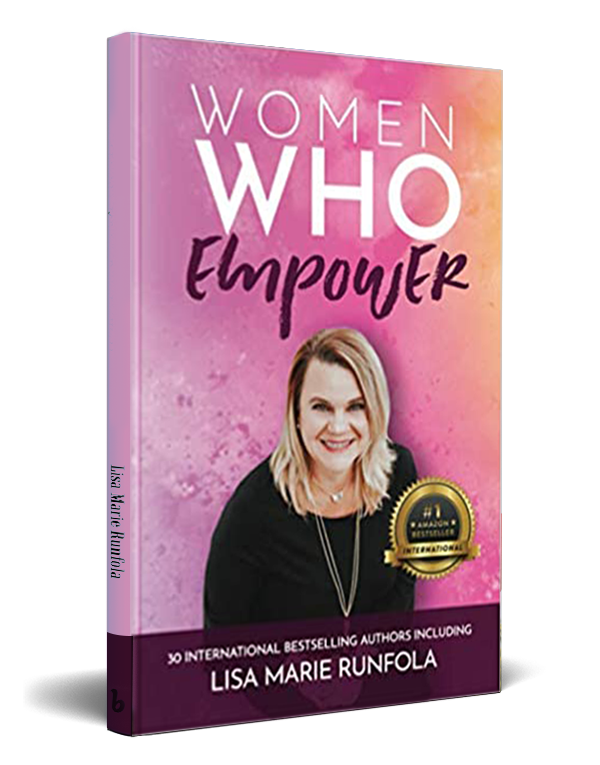 WOMEN
WHO
EMPOWER
#1
AMAZON
BESTSELLER
INTERNATIONAL
30 INTERNATIONAL BESTSELLING AUTHORS INCLUDING
LISA MARIE RUNFOLA
Lisa Marie Runfola
b